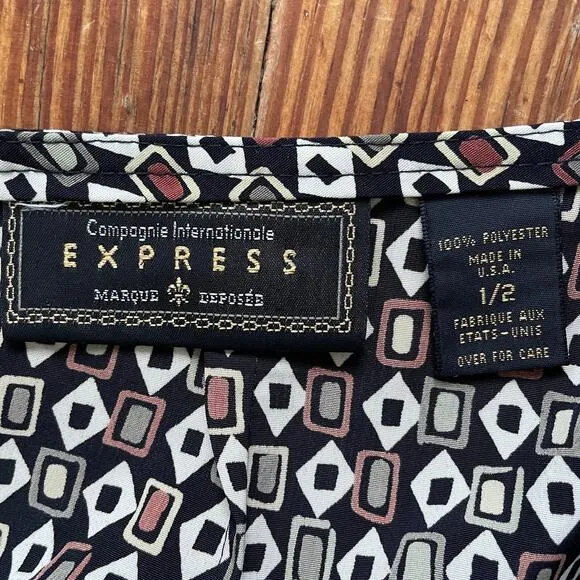 Compagnie Internationale
EXPRESS
MARQUE DEPOSÉE
100% POLYESTER
MADE IN
U.S.A.
1/2
FABRIQUE AUX
ETATS-UNIS
OVER FOR CARE